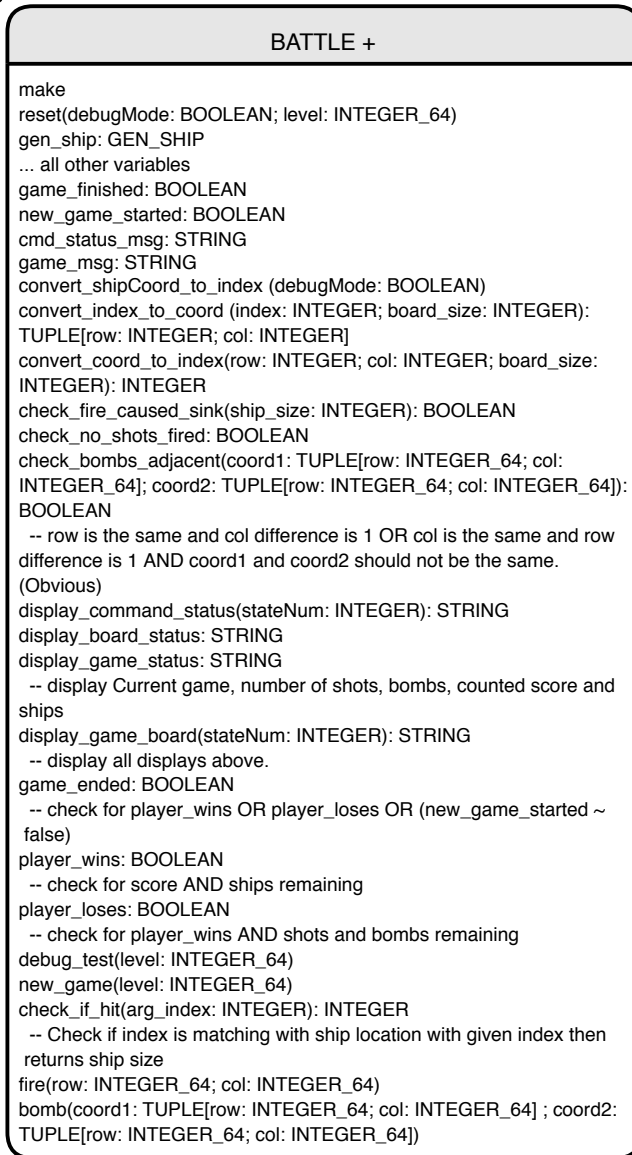 BATTLE +
make
reset(debugMode: BOOLEAN; level: INTEGER_64)
gen_ship: GEN_SHIP
... all other variables
game_finished: BOOLEAN
new_game_started: BOOLEAN
cmd_status_msg: STRING
game_msg: STRING
convert_shipCoord_to_index (debugMode: BOOLEAN)
convert_index_to_coord (index: INTEGER; board_size: INTEGER):
TUPLE[row: INTEGER; col: INTEGER]
convert_coord_to_index(row: INTEGER; col: INTEGER; board_size:
INTEGER): INTEGER
check_fire_caused_sink(ship_size: INTEGER): BOOLEAN
check_no_shots_fired: BOOLEAN
check_bombs_adjacent(coord1: TUPLE[row: INTEGER_64; col:
INTEGER_64]; coord2: TUPLE[row: INTEGER_64; col: INTEGER_64]):
BOOLEAN
-- row is the same and col difference is 1 OR col is the same and row
difference is 1 AND coord1 and coord2 should not be the same.
(Obvious)
display_command_status(stateNum: INTEGER): STRING
display_board_status: STRING
display_game_status: STRING
-- display Current game, number of shots, bombs, counted score and
ships
display_game_board(stateNum: INTEGER): STRING
-- display all displays above.
game_ended: BOOLEAN
-- check for player_wins OR player_loses OR (new_game_started ~
false)
player_wins: BOOLEAN
-- check for score AND ships remaining
player_loses: BOOLEAN
-- check for player_wins AND shots and bombs remaining
debug_test(level: INTEGER_64)
new_game(level: INTEGER_64)
check_if_hit(arg_index: INTEGER): INTEGER
-- Check if index is matching with ship location with given index then
returns ship size
fire(row: INTEGER_64; col: INTEGER_64)
bomb(coord1: TUPLE[row: INTEGER_64; col: INTEGER_64] ; coord2:
TUPLE[row: INTEGER_64; col: INTEGER_64])